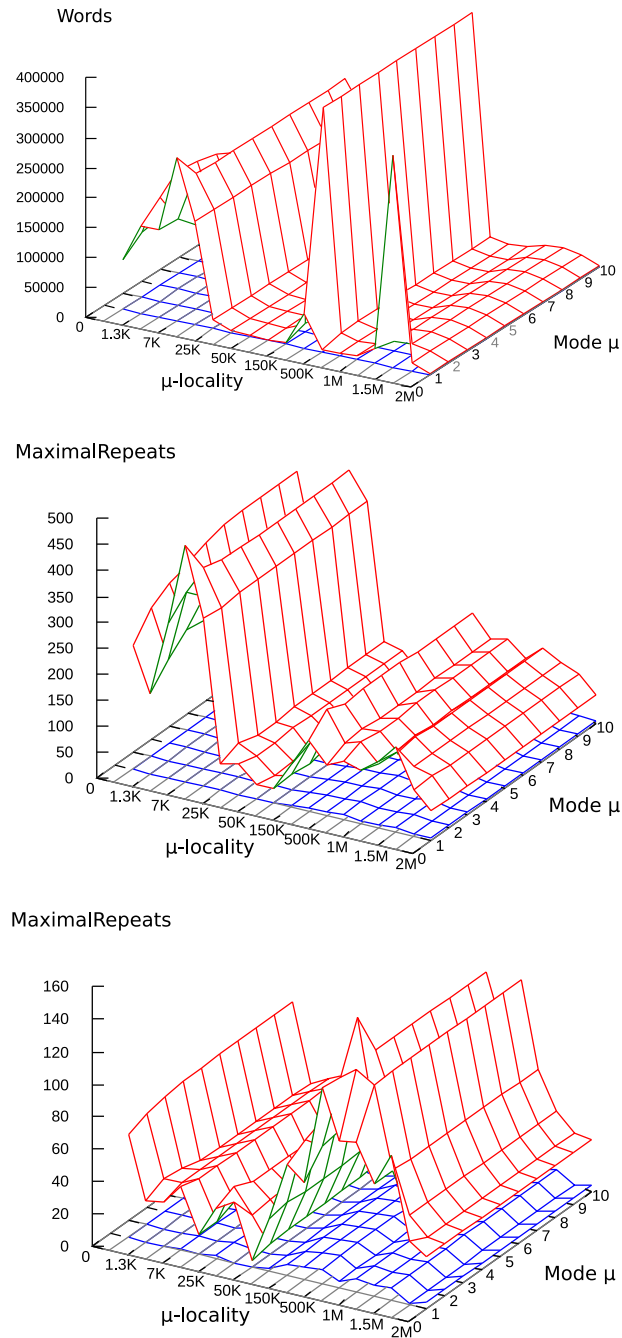 Words
400000
350000
300000
250000
200000
150000
100000
50000
0
0
1.3K
7K
25K
50K
150K
500K
1M
1.5M
2M
μ-locality
0
1
2
3
4
5
6
7
8
9
10
Mode μ
MaximalRepeats
500
450
400
350
300
250
200
150
100
50
0
0
1.3K
7K
25K
50K
150K
500K
1M
1.5M
2M
μ-locality
0
1
2
3
4
5
6
7
8
9
10
Mode μ
MaximalRepeats
160
140
120
100
80
60
40
20
0
0
1.3K
7K
25K
50K
150K
500K
1M
1.5M
2M
μ-locality
0
1
2
3
4
5
6
7
8
9
10
Mode μ